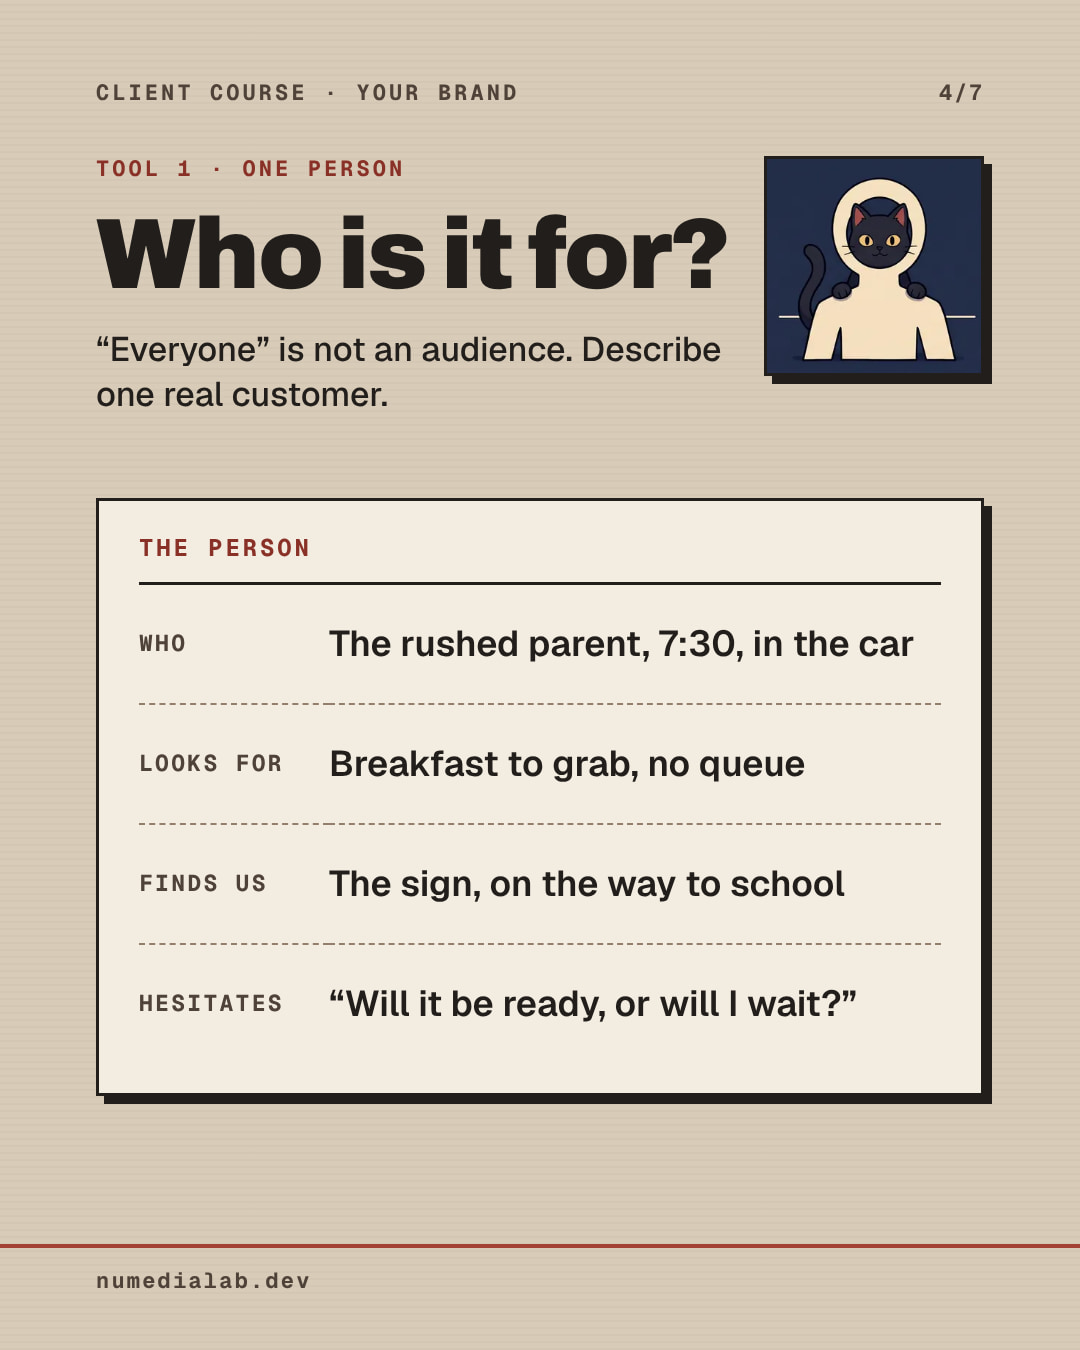 CLIENT COURSE · YOUR BRAND
4/7
TOOL 1 · ONE PERSON
Who is it for?
“Everyone” is not an audience. Describe
one real customer.
THE PERSON
WHO
The rushed parent, 7:30, in the car
LOOKS FOR
Breakfast to grab, no queue
FINDS US
The sign, on the way to school
HESITATES
“Will it be ready, or will I wait?”
numedialab.dev